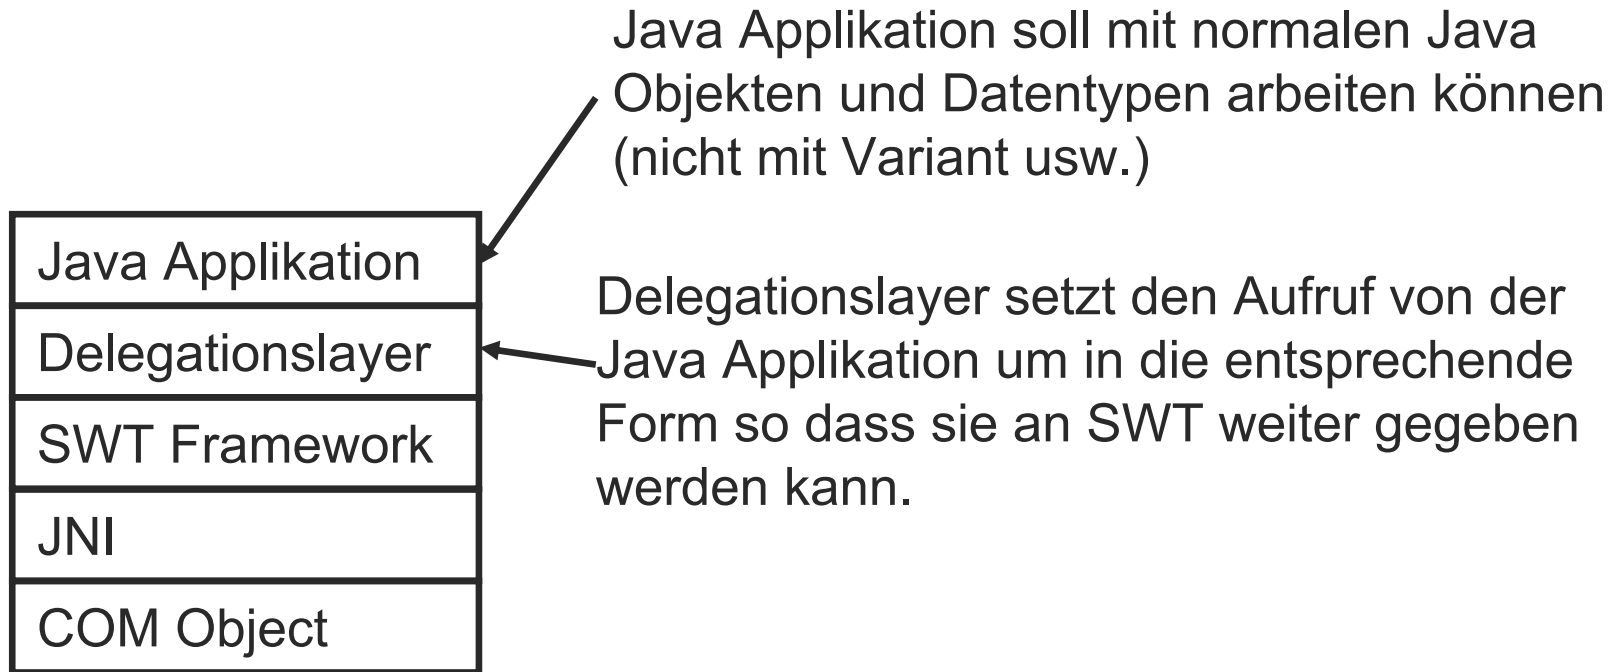 Java Applikation soll mit normalen Java
Objekten und Datentypen arbeiten können
(nicht mit Variant usw.)
Java Applikation
Delegationslayer
SWT Framework
JNI
COM Object
Delegationslayer setzt den Aufruf von der
Java Applikation um in die entsprechende
Form so dass sie an SWT weiter gegeben
werden kann.